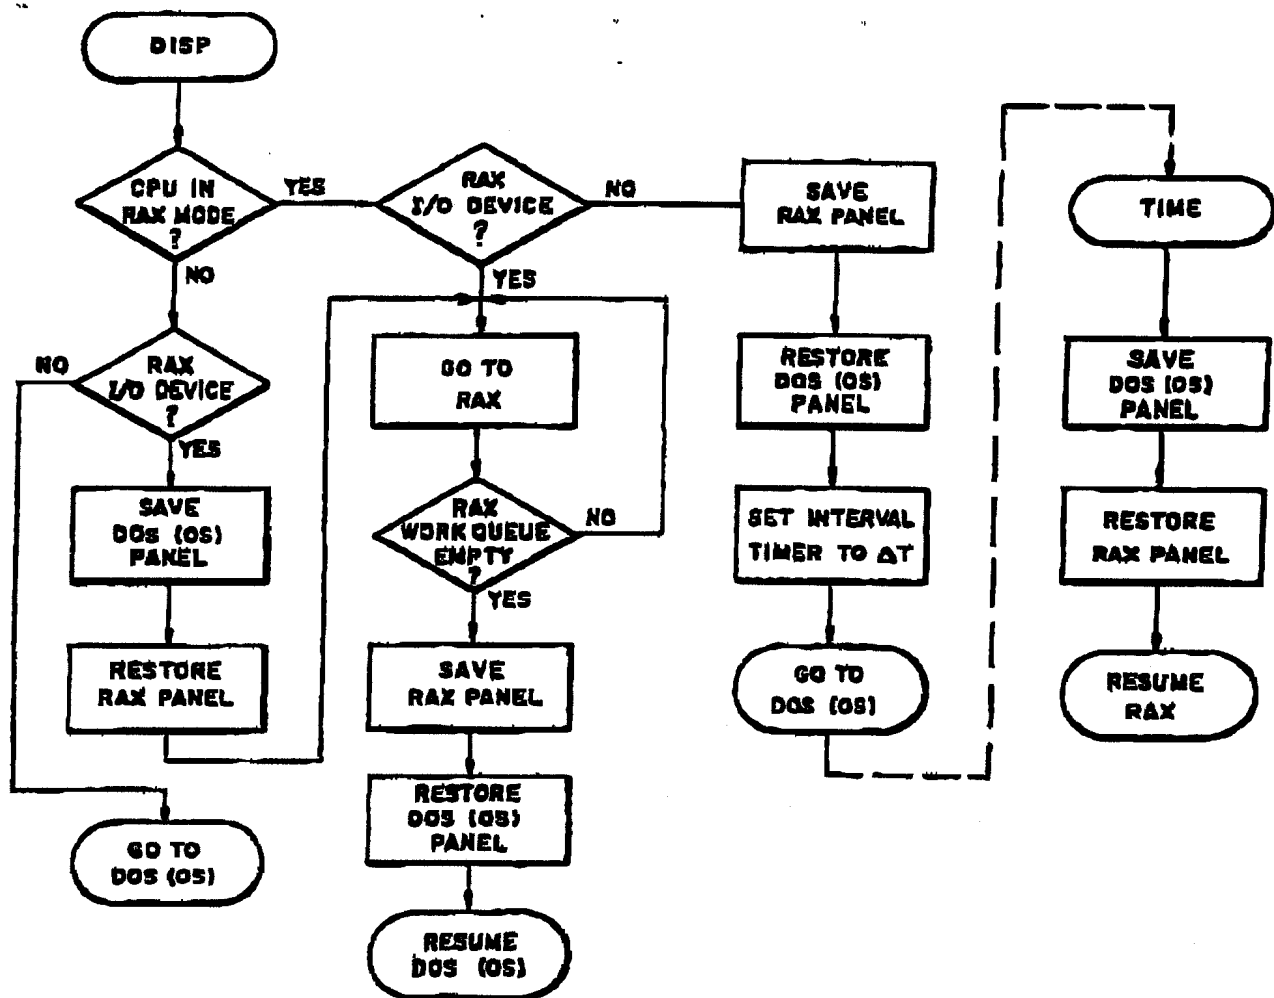 DISP
CPU IN
RAX MODE
?
YES
NO
RAX
I/O DEVICE
?
NO
YES
SAVE
DOS (OS)
PANEL
RESTORE
RAX PANEL
GO TO
DOS (OS)
RAX
I/O DEVICE
?
NO
YES
GO TO
RAX
RAX
WORK QUEUE
EMPTY
?
NO
YES
SAVE
RAX PANEL
RESTORE
DOS (OS)
PANEL
RESUME
DOS (OS)
SAVE
RAX PANEL
RESTORE
DOS (OS)
PANEL
SET INTERVAL
TIMER TO ΔT
GO TO
DOS (OS)
TIME
SAVE
DOS (OS)
PANEL
RESTORE
RAX PANEL
RESUME
RAX